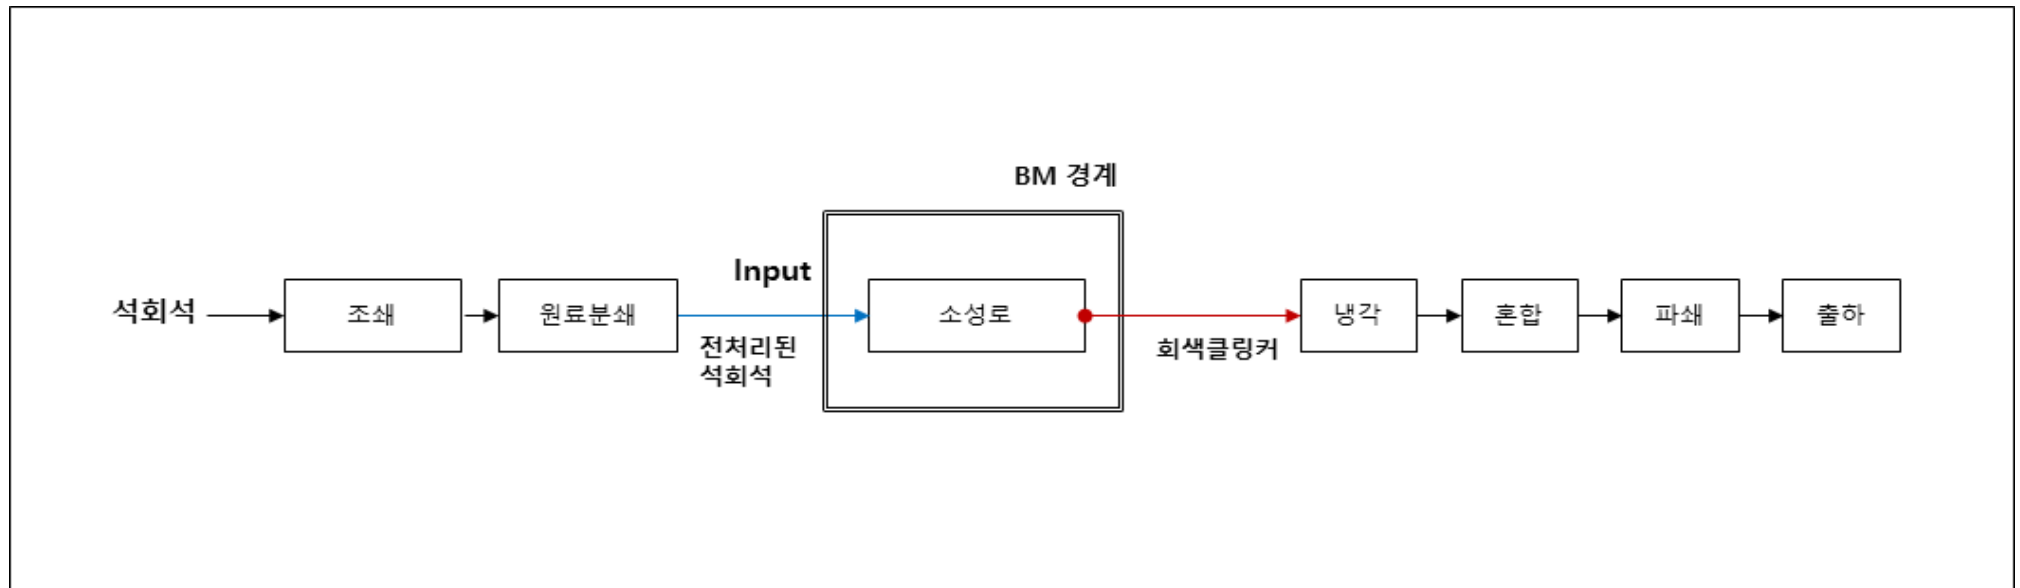 BM 경계
Input
석회석
조쇄
원료분쇄
전처리된
석회석
소성로
회색클링커
냉각
혼합
파쇄
출하